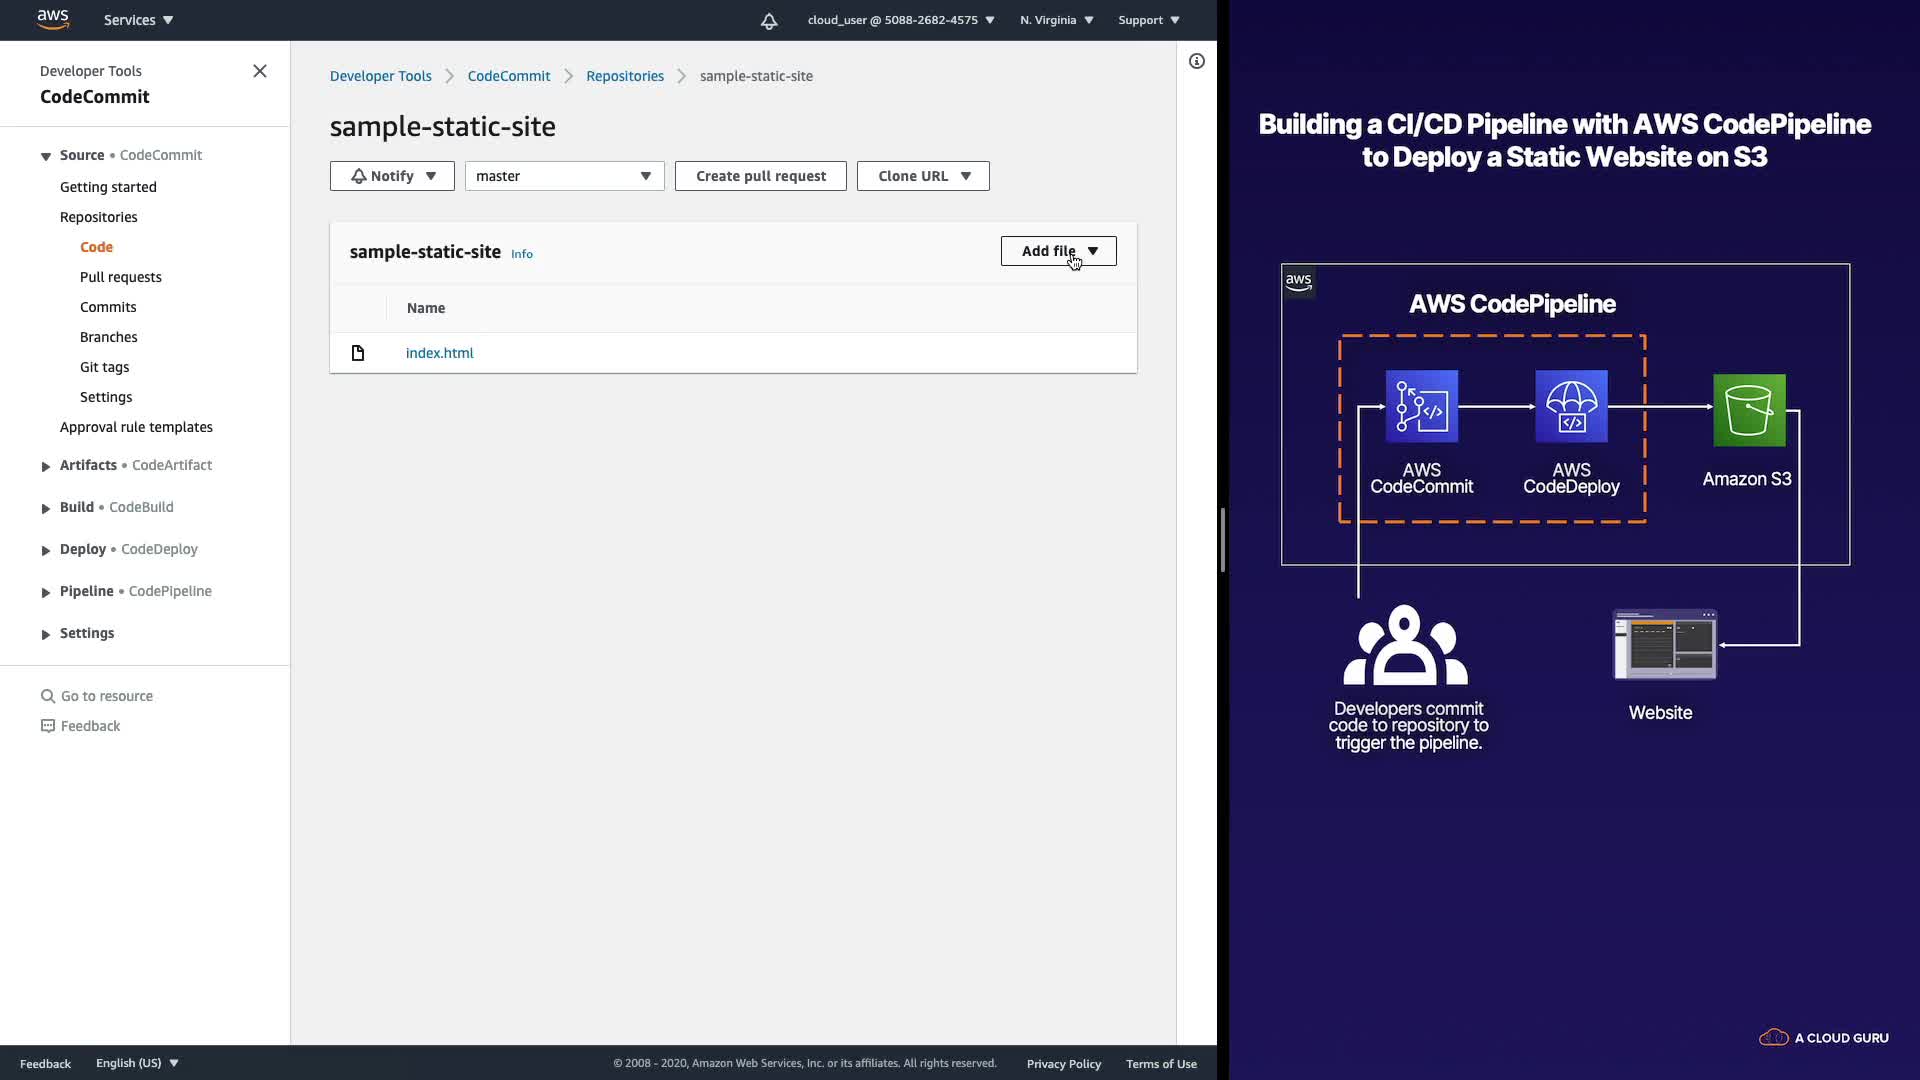 aws
Services
cloud_user @ 5088-2682-4575
N. Virginia
Support
Developer Tools
CodeCommit
Source • CodeCommit
Getting started
Repositories
Code
Pull requests
Commits
Branches
Git tags
Settings
Approval rule templates
Artifacts • CodeArtifact
Build • CodeBuild
Deploy • CodeDeploy
Pipeline • CodePipeline
Settings
Go to resource
Feedback
Developer Tools
CodeCommit
Repositories
sample-static-site
sample-static-site
Notify
master
Create pull request
Clone URL
sample-static-site
Info
Add file
Name
index.html
Feedback
English (US)
© 2008 - 2020, Amazon Web Services, Inc. or its affiliates. All rights reserved.
Privacy Policy
Terms of Use
Building a CI/CD Pipeline with AWS CodePipeline
to Deploy a Static Website on S3
aws
AWS CodePipeline
AWS
CodeCommit
AWS
CodeDeploy
Amazon S3
Developers commit
code to repository to
trigger the pipeline.
Website
A CLOUD GURU